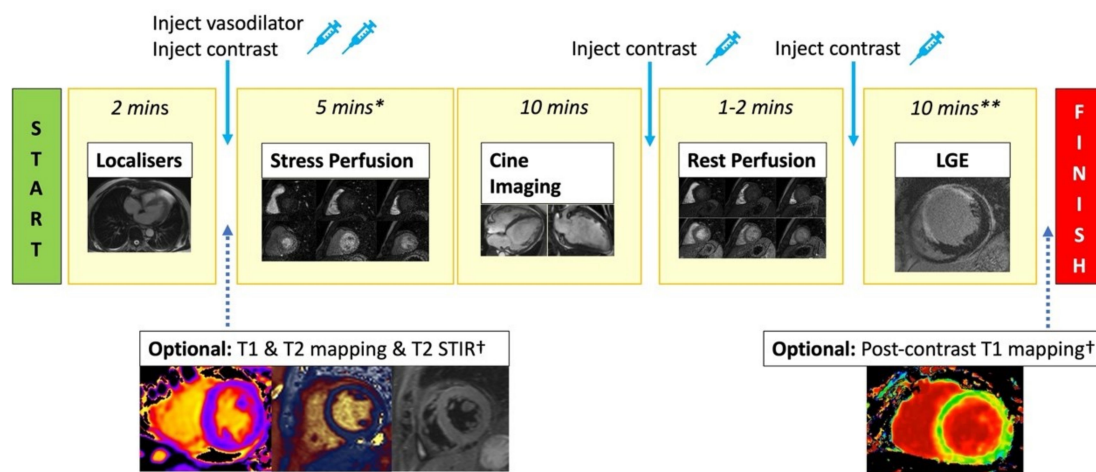 Inject vasodilator
Inject contrast
Inject contrast
Inject contrast
START
2 mins
5 mins*
10 mins
1-2 mins
10 mins**
FINISH
Localisers
Stress Perfusion
Cine
Imaging
Rest Perfusion
LGE
Optional: T1 & T2 mapping & T2 STIR†
Optional: Post-contrast T1 mapping†